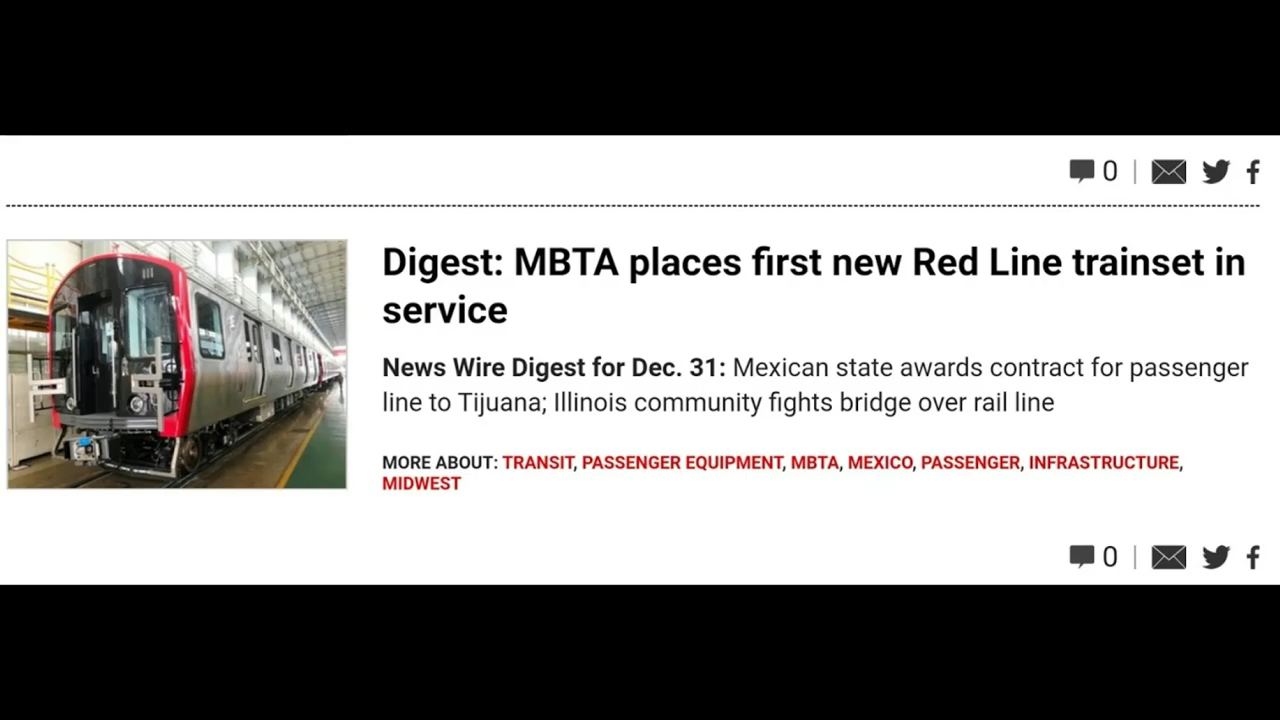 0
Digest: MBTA places first new Red Line trainset in
service
News Wire Digest for Dec. 31: Mexican state awards contract for passenger
line to Tijuana; Illinois community fights bridge over rail line
MORE ABOUT: TRANSIT, PASSENGER EQUIPMENT, MBTA, MEXICO, PASSENGER, INFRASTRUCTURE,
MIDWEST
0